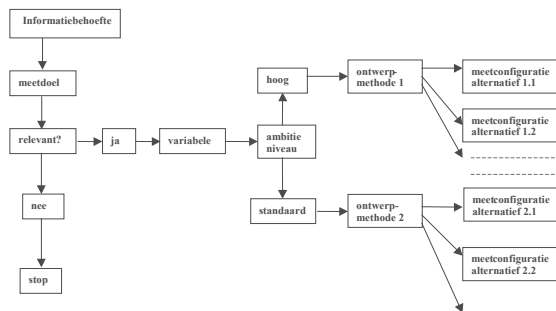 Informatiebehoefte
meetdoel
relevant?
ja
variabele
ambitie
niveau
nee
stop
hoog
ontwerp-
methode 1
meetconfiguratie
alternatief 1.1
meetconfiguratie
alternatief 1.2
standaard
ontwerp-
methode 2
meetconfiguratie
alternatief 2.1
meetconfiguratie
alternatief 2.2